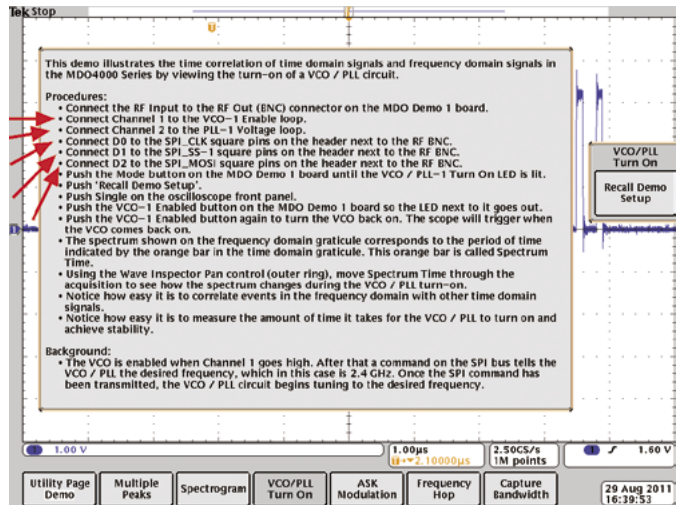 Tek Stop
This demo illustrates the time correlation of time domain signals and frequency domain signals in
the MDO4000 Series by viewing the turn-on of a VCO / PLL circuit.
Procedures:
• Connect the RF Input to the RF Out (BNC) connector on the MDO Demo 1 board.
• Connect Channel 1 to the VCO-1 Enable loop.
• Connect Channel 2 to the PLL-1 Voltage loop.
• Connect D0 to the SPI_CLK square pins on the header next to the RF BNC.
• Connect D1 to the SPI_SS-1 square pins on the header next to the RF BNC.
• Connect D2 to the SPI_MOSI square pins on the header next to the RF BNC.
• Push the Mode button on the MDO Demo 1 board until the VCO / PLL-1 Turn On LED is lit.
• Push 'Recall Demo Setup'.
• Push Single on the oscilloscope front panel.
• Push the VCO-1 Enabled button on the MDO Demo 1 board so the LED next to it goes out.
• Push the VCO-1 Enabled button again to turn the VCO back on. The scope will trigger when
the VCO comes back on.
• The spectrum shown on the frequency domain graticule corresponds to the period of time
indicated by the orange bar in the time domain graticule. This orange bar is called Spectrum
Time.
• Using the Wave Inspector Pan control (outer ring), move Spectrum Time through the
acquisition to see how the spectrum changes during the VCO / PLL turn-on.
• Notice how easy it is to correlate events in the frequency domain with other time domain
signals.
• Notice how easy it is to measure the amount of time it takes for the VCO / PLL to turn on and
achieve stability.
Background:
• The VCO is enabled when Channel 1 goes high. After that a command on the SPI bus tells the
VCO / PLL the desired frequency, which in this case is 2.4 GHz. Once the SPI command has
been transmitted, the VCO / PLL circuit begins tuning to the desired frequency.
VCO/PLL
Turn On
Recall Demo
Setup
1 1.00 V
1.00µs
2.10000µs
2.50GS/s
1M points
1 1.60 V
Utility Page
Demo
Multiple
Peaks
Spectrogram
VCO/PLL
Turn On
ASK
Modulation
Frequency
Hop
Capture
Bandwidth
29 Aug 2011
16:39:53